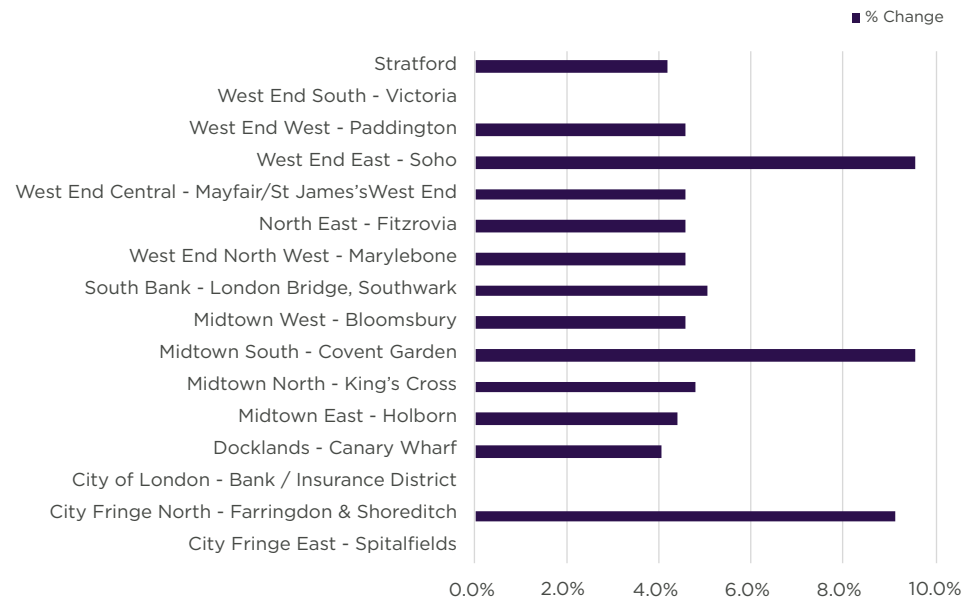 % Change
Stratford
West End South - Victoria
West End West - Paddington
West End East - Soho
West End Central - Mayfair/St James’sWest End
North East - Fitzrovia
West End North West - Marylebone
South Bank - London Bridge, Southwark
Midtown West - Bloomsbury
Midtown South - Covent Garden
Midtown North - King’s Cross
Midtown East - Holborn
Docklands - Canary Wharf
City of London - Bank / Insurance District
City Fringe North - Farringdon & Shoreditch
City Fringe East - Spitalfields
0.0% 2.0% 4.0% 6.0% 8.0% 10.0%